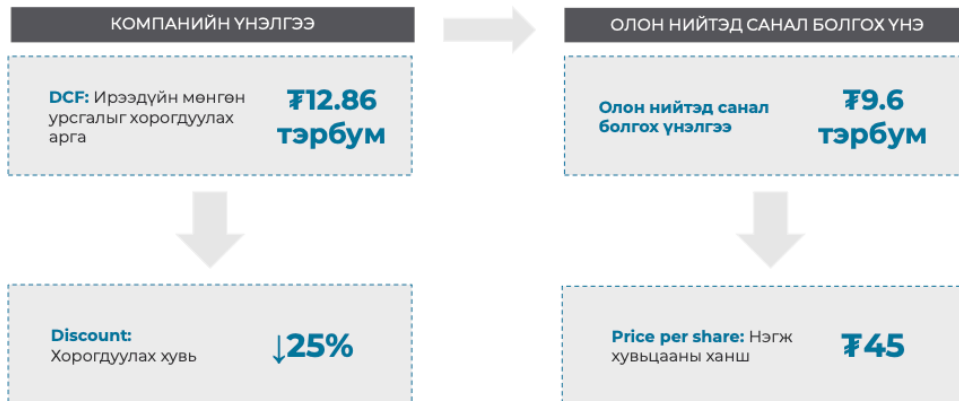 КОМПАНИЙН ҮНЭЛГЭЭ
DCF: Ирээдүйн мөнгөн
урсгалыг хорогдуулах
арга
₮12.86
тэрбум
Discount:
Хорогдуулах хувь
↓25%
ОЛОН НИЙТЭД САНАЛ БОЛГОХ ҮНЭ
Олон нийтэд санал
болгох үнэлгээ
₮9.6
тэрбум
Price per share: Нэгж
хувьцааны ханш
₮45